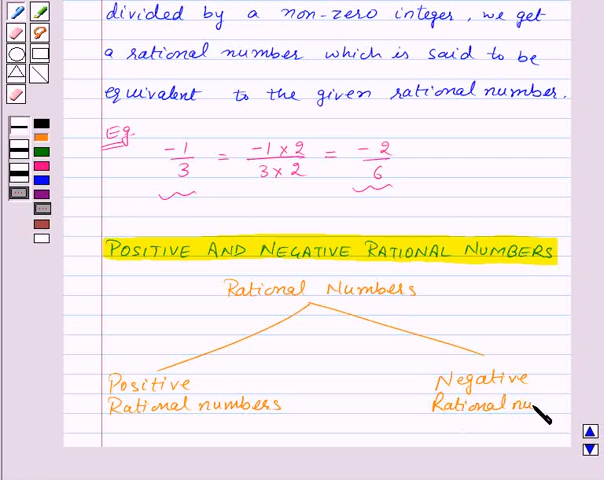 divided by a non-zero integer, we get
a rational number which is said to be
equivalent to the given rational number.
Eg.
-1/3 = -1×2/3×2 = -2/6
POSITIVE AND NEGATIVE RATIONAL NUMBERS
Rational Numbers
Positive Negative
Rational numbers Rational nu